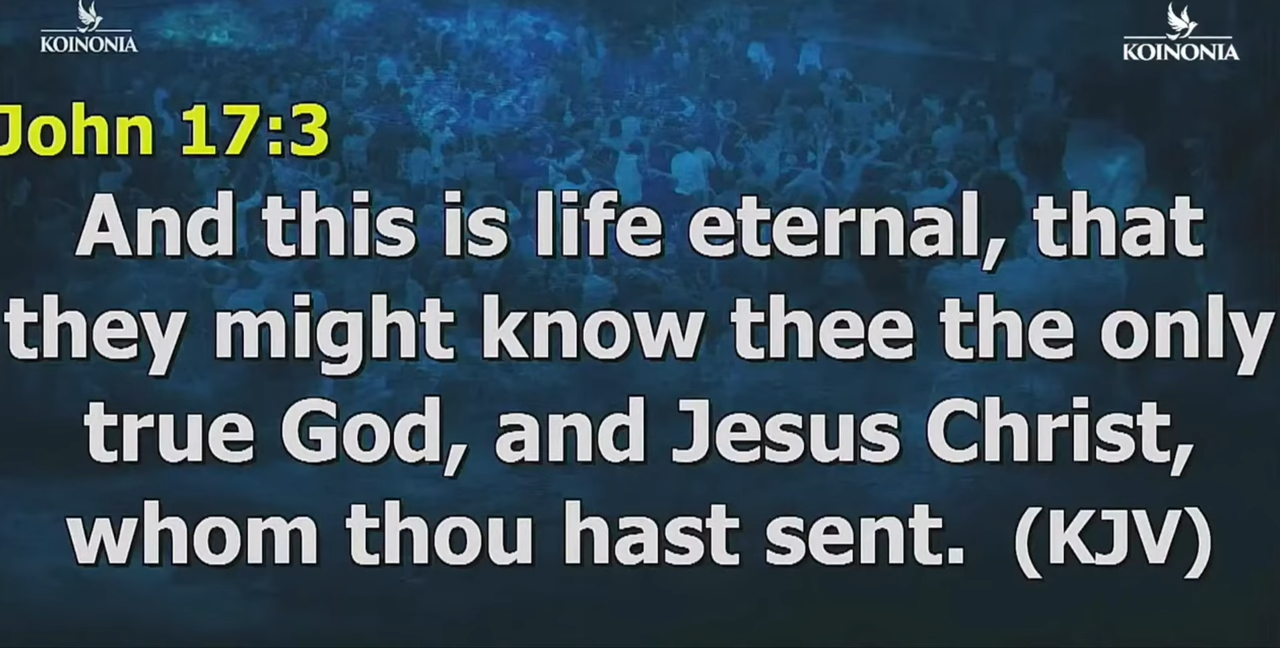 KOINONIA
KOINONIA
John 17:3
And this is life eternal, that
they might know thee the only
true God, and Jesus Christ,
whom thou hast sent.  (KJV)